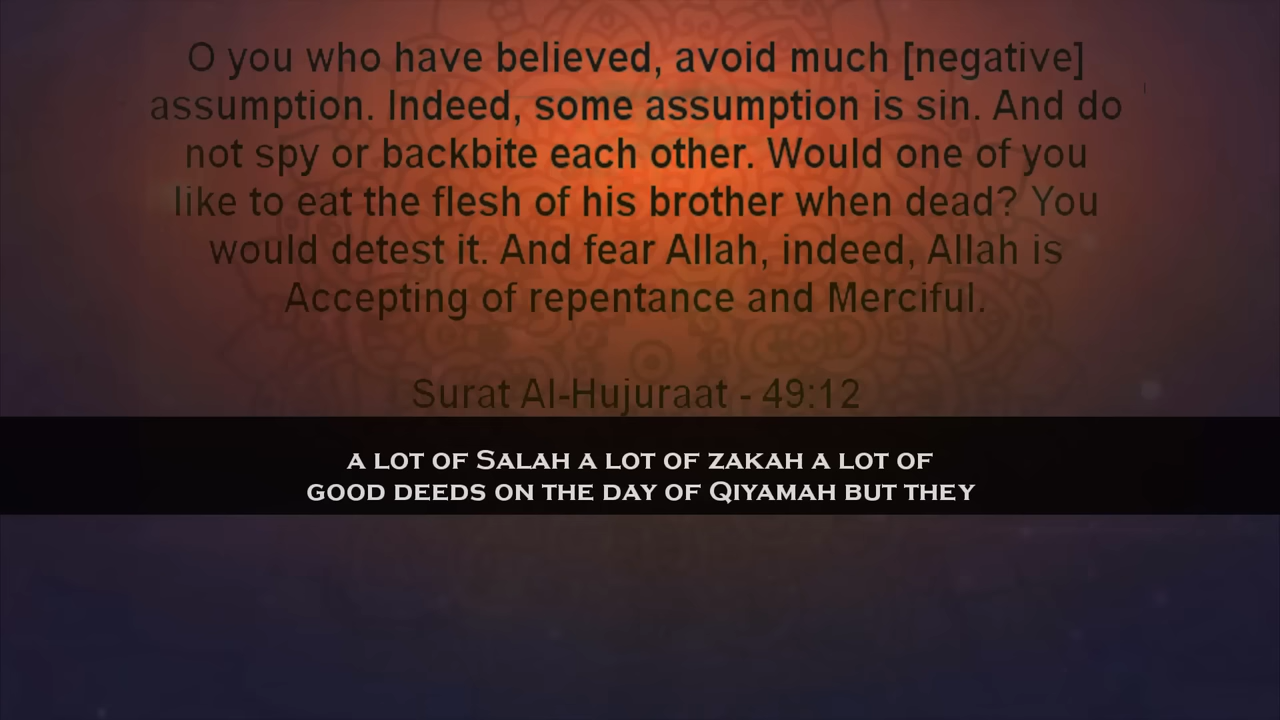 O you who have believed, avoid much [negative]
assumption. Indeed, some assumption is sin. And do
not spy or backbite each other. Would one of you
like to eat the flesh of his brother when dead? You
would detest it. And fear Allah, indeed, Allah is
Accepting of repentance and Merciful.
Surat Al-Hujuraat - 49:12
A LOT OF SALAH A LOT OF ZAKAH A LOT OF
GOOD DEEDS ON THE DAY OF QIYAMAH BUT THEY